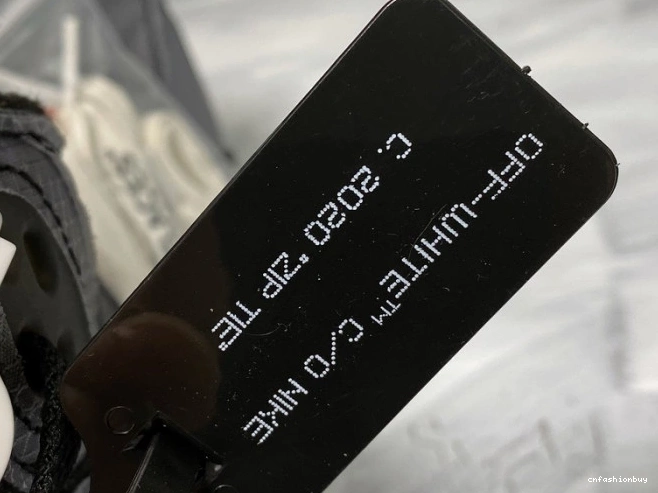 OFF-WHITE™ C/O NIKE
C. 2020 "ZIP TIE"
cnfashionbuy